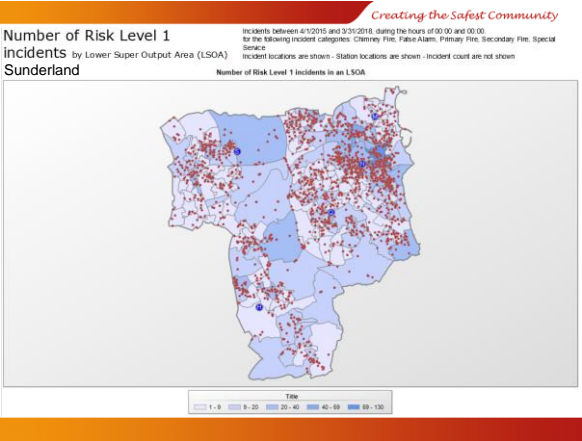 Creating the Safest Community
Number of Risk Level 1
incidents by Lower Super Output Area (LSOA)
Sunderland
Incidents between 4/1/2015 and 3/31/2018, during the hours of 00:00 and 00:00.
for the following incident categories: Chimney Fire, False Alarm, Primary Fire, Secondary Fire, Special
Service
Incident locations are shown - Station locations are shown - Incident count are not shown
Number of Risk Level 1 incidents in an LSOA
Title
1 - 9 9 - 20 20 - 40 40 - 69 69 - 130